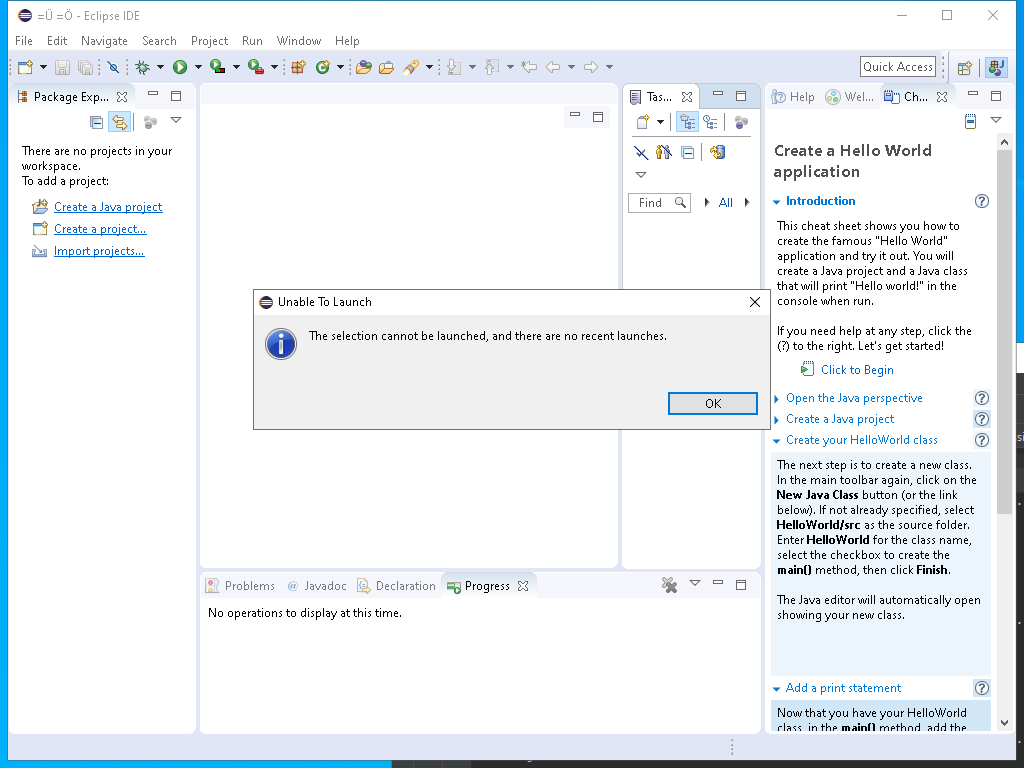 =Ü =Ö - Eclipse IDE
File Edit Navigate Search Project Run Window Help
Quick Access
Package Exp...
There are no projects in your
workspace.
To add a project:
Create a Java project
Create a project...
Import projects...
Tas...
Find
All
Help
Wel...
Ch...
Create a Hello World
application
Introduction
This cheat sheet shows you how to
create the famous "Hello World"
application and try it out. You will
create a Java project and a Java class
that will print "Hello world!" in the
console when run.
If you need help at any step, click the
(?) to the right. Let's get started!
Click to Begin
Open the Java perspective
Create a Java project
Create your HelloWorld class
The next step is to create a new class.
In the main toolbar again, click on the
New Java Class button (or the link
below). If not already specified, select
HelloWorld/src as the source folder.
Enter HelloWorld for the class name,
select the checkbox to create the
main() method, then click Finish.
The Java editor will automatically open
showing your new class.
Add a print statement
Now that you have your HelloWorld
class, in the main() method, add the
Unable To Launch
The selection cannot be launched, and there are no recent launches.
OK
Problems
Javadoc
Declaration
Progress
No operations to display at this time.